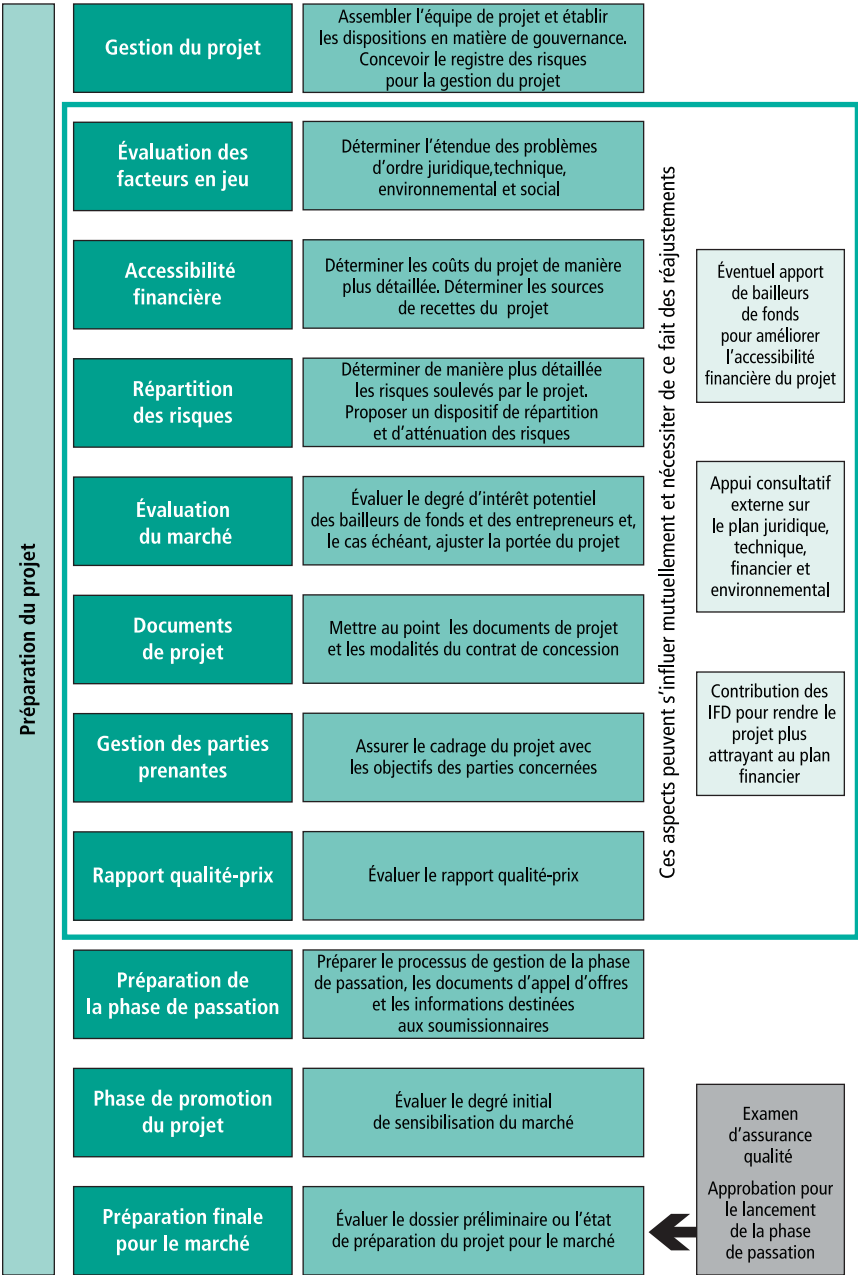 Préparation du projet
Gestion du projet
Assembler l'équipe de projet et établir
les dispositions en matière de gouvernance.
Concevoir le registre des risques
pour la gestion du projet
Évaluation des
facteurs en jeu
Déterminer l'étendue des problèmes
d'ordre juridique,technique,
environnemental et social
Accessibilité
financière
Déterminer les coûts du projet de manière
plus détaillée. Déterminer les sources
de recettes du projet
Répartition
des risques
Déterminer de manière plus détaillée
les risques soulevés par le projet.
Proposer un dispositif de répartition
et d'atténuation des risques
Évaluation
du marché
Évaluer le degré d'intérêt potentiel
des bailleurs de fonds et des entrepreneurs et,
le cas échéant, ajuster la portée du projet
Documents
de projet
Mettre au point les documents de projet
et les modalités du contrat de concession
Gestion des parties
prenantes
Assurer le cadrage du projet avec
les objectifs des parties concernées
Rapport qualité-prix
Évaluer le rapport qualité-prix
Ces aspects peuvent s'influer mutuellement et nécessiter de ce fait des réajustements
Éventuel apport
de bailleurs
de fonds
pour améliorer
l'accessibilité
financière du projet
Appui consultatif
externe sur
le plan juridique,
technique,
financier et
environnemental
Contribution des
IFD pour rendre le
projet plus
attrayant au plan
financier
Préparation de
la phase de passation
Préparer le processus de gestion de la phase
de passation, les documents d'appel d'offres
et les informations destinées
aux soumissionnaires
Phase de promotion
du projet
Évaluer le degré initial
de sensibilisation du marché
Préparation finale
pour le marché
Évaluer le dossier préliminaire ou l'état
de préparation du projet pour le marché
Examen
d'assurance
qualité
Approbation pour
le lancement
de la phase
de passation